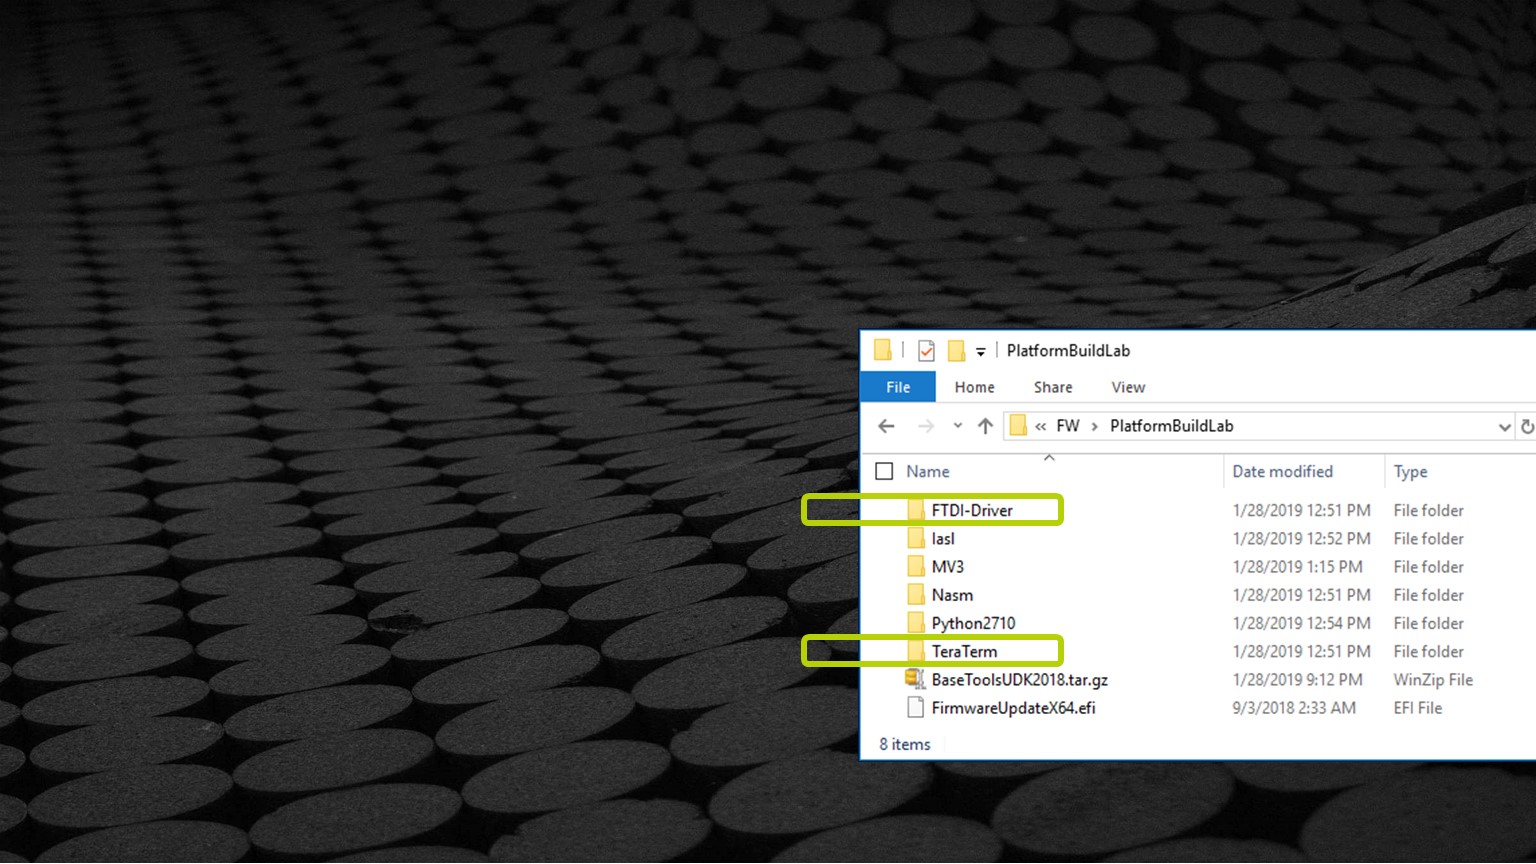 PlatformBuildLab
File Home Share View
« FW > PlatformBuildLab
Name Date modified Type
FTDI-Driver 1/28/2019 12:51 PM File folder
Iasl 1/28/2019 12:52 PM File folder
MV3 1/28/2019 1:15 PM File folder
Nasm 1/28/2019 12:51 PM File folder
Python2710 1/28/2019 12:54 PM File folder
TeraTerm 1/28/2019 12:51 PM File folder
BaseToolsUDK2018.tar.gz 1/28/2019 9:12 PM WinZip File
FirmwareUpdateX64.efi 9/3/2018 2:33 AM EFI File
8 items